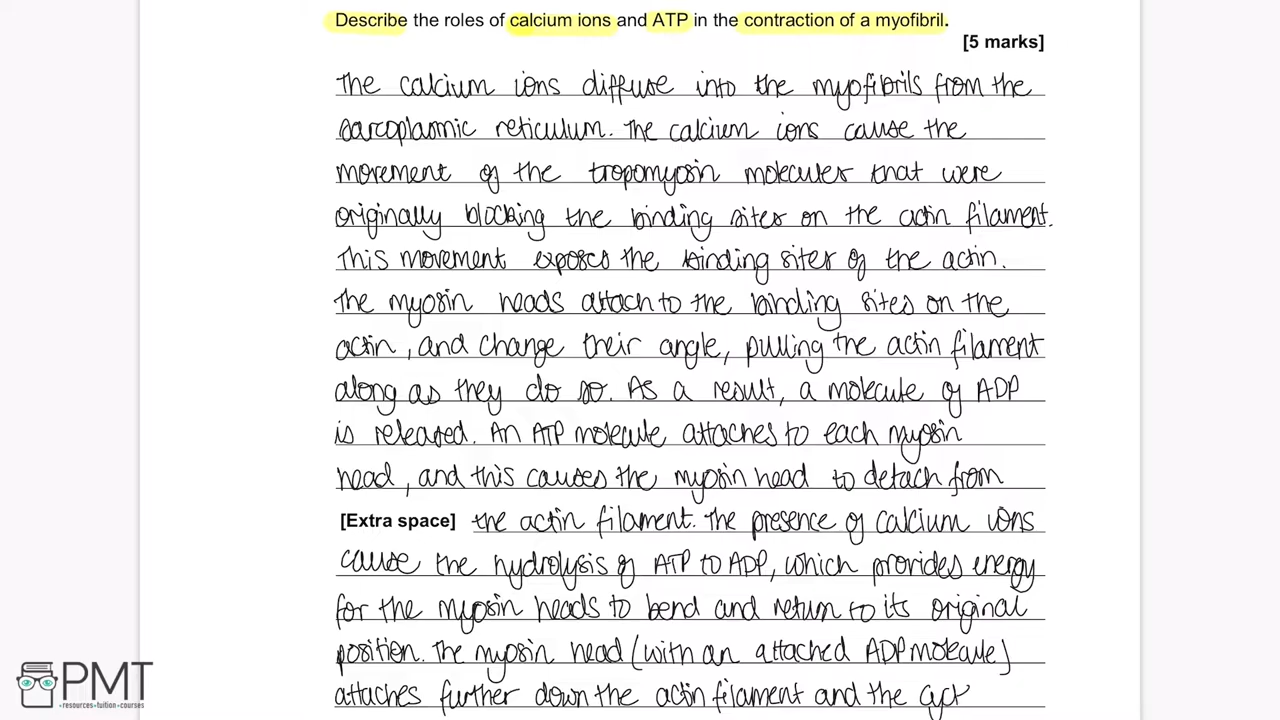 Describe the roles of calcium ions and ATP in the contraction of a myofibril.
[5 marks]
The calcium ions diffuse into the myofibrils from the
sarcoplasmic reticulum. The calcium ions cause the
movement of the tropomyosin molecules that were
originally blocking the binding sites on the actin filament.
This movement exposes the binding sites of the actin.
The myosin heads attach to the binding sites on the
actin, and change their angle, pulling the actin filament
along as they do so. As a result, a molecule of ADP
is released. An ATP molecule attaches to each myosin
head, and this causes the myosin head to detach from
[Extra space] the actin filament. The presence of calcium ions
cause the hydrolysis of ATP to ADP, which provides energy
for the myosin heads to bend and return to its original
position. The myosin head (with an attached ADP molecule)
attaches further down the actin filament and the cycl
PMT
•resources•tuition•courses